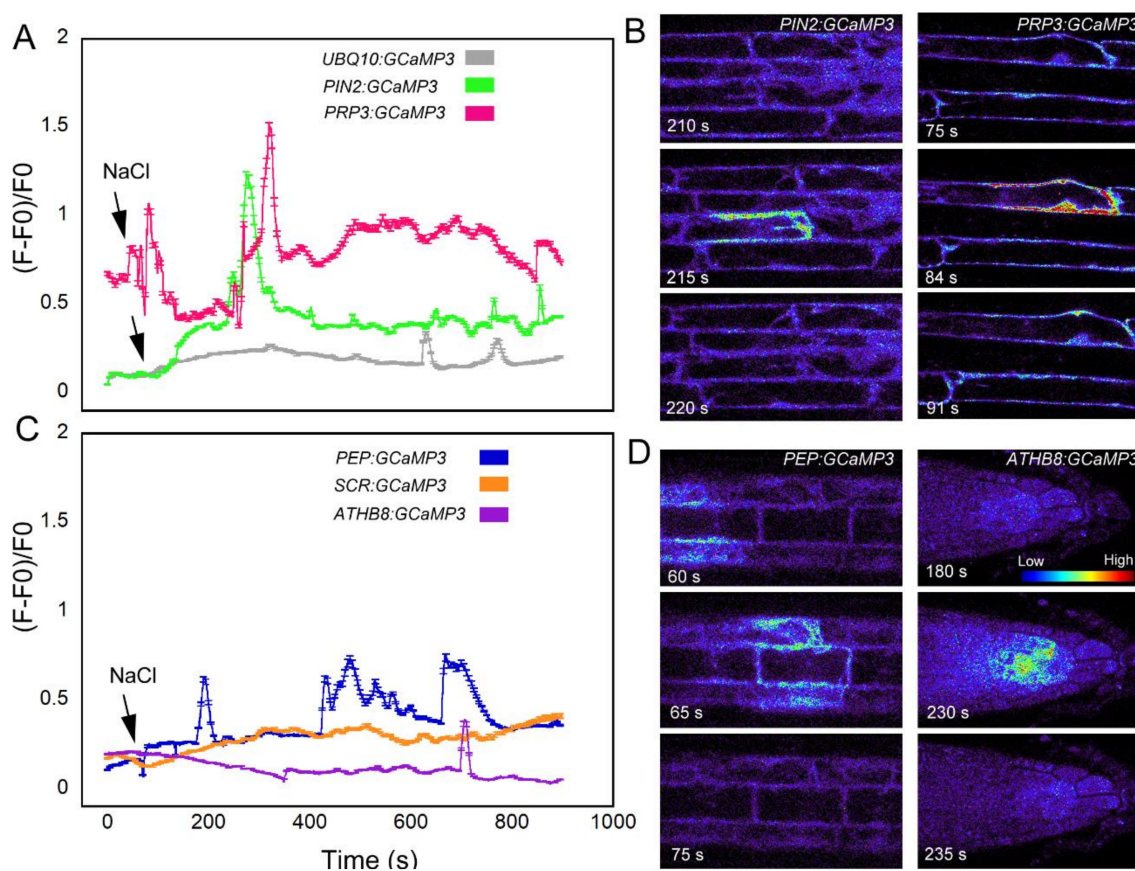 A
2
UBQ10:GCaMP3
PIN2:GCaMP3
PRP3:GCaMP3
1.5
NaCl
1
0.5
0
(F-F0)/F0
B
PIN2:GCaMP3
PRP3:GCaMP3
210 s
75 s
215 s
84 s
220 s
91 s
C
2
PEP:GCaMP3
SCR:GCaMP3
ATHB8:GCaMP3
1.5
1
NaCl
0.5
0
(F-F0)/F0
0
200
400
600
800
1000
Time (s)
D
PEP:GCaMP3
ATHB8:GCaMP3
Low
High
60 s
180 s
65 s
230 s
75 s
235 s